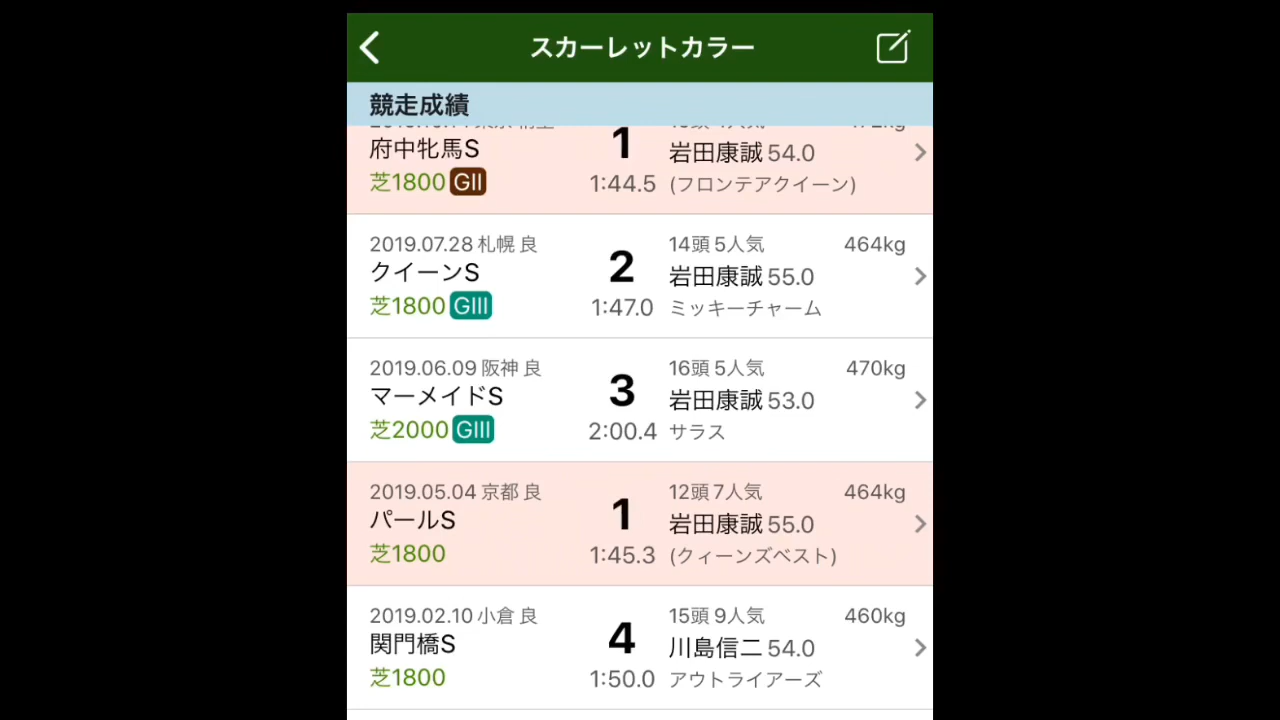 スカーレットカラー
競走成績
府中牝馬S
1
岩田康誠 54.0
芝1800 GII
1:44.5
(フロンテアクイーン)
2019.07.28 札幌 良
14頭 5人気
464kg
クイーンS
2
岩田康誠 55.0
芝1800 GIII
1:47.0
ミッキーチャーム
2019.06.09 阪神 良
16頭 5人気
470kg
マーメイドS
3
岩田康誠 53.0
芝2000 GIII
2:00.4
サラス
2019.05.04 京都 良
12頭 7人気
464kg
パールS
1
岩田康誠 55.0
芝1800
1:45.3
(クィーンズベスト)
2019.02.10 小倉 良
15頭 9人気
460kg
関門橋S
4
川島信二 54.0
芝1800
1:50.0
アウトライアーズ